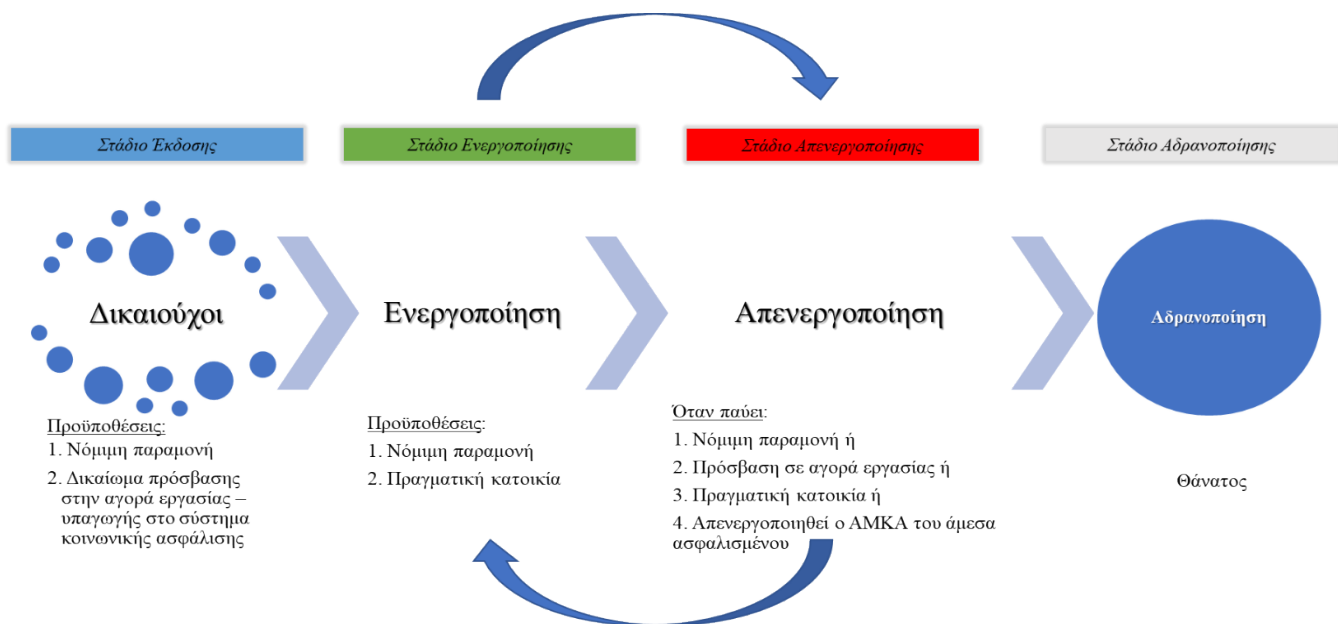 Στάδιο Έκδοσης
Στάδιο Ενεργοποίησης
Στάδιο Απενεργοποίησης
Στάδιο Αδρανοποίησης
Δικαιούχοι
Ενεργοποίηση
Απενεργοποίηση
Αδρανοποίηση
Προϋποθέσεις:
1. Νόμιμη παραμονή
2. Δικαίωμα πρόσβασης
στην αγορά εργασίας –
υπαγωγής στο σύστημα
κοινωνικής ασφάλισης
Προϋποθέσεις:
1. Νόμιμη παραμονή
2. Πραγματική κατοικία
Όταν παύει:
1. Νόμιμη παραμονή ή
2. Πρόσβαση σε αγορά εργασίας ή
3. Πραγματική κατοικία ή
4. Απενεργοποιηθεί ο ΑΜΚΑ του άμεσα
ασφαλισμένου
Θάνατος